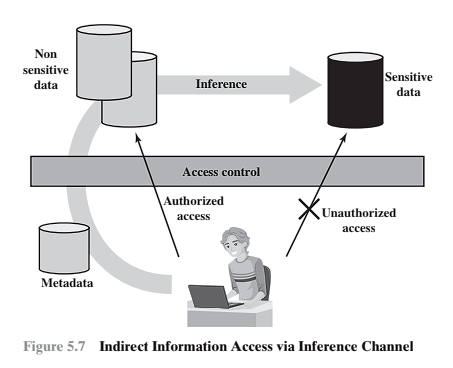 Non
sensitive
data
Inference
Sensitive
data
Access control
Authorized
access
Unauthorized
access
Metadata
Figure 5.7 Indirect Information Access via Inference Channel